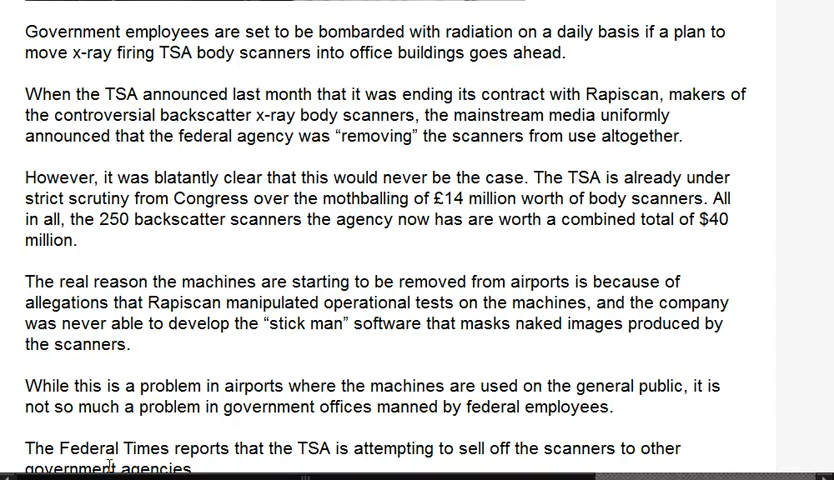 Government employees are set to be bombarded with radiation on a daily basis if a plan to
move x-ray firing TSA body scanners into office buildings goes ahead.
When the TSA announced last month that it was ending its contract with Rapiscan, makers of
the controversial backscatter x-ray body scanners, the mainstream media uniformly
announced that the federal agency was “removing” the scanners from use altogether.
However, it was blatantly clear that this would never be the case. The TSA is already under
strict scrutiny from Congress over the mothballing of £14 million worth of body scanners. All
in all, the 250 backscatter scanners the agency now has are worth a combined total of $40
million.
The real reason the machines are starting to be removed from airports is because of
allegations that Rapiscan manipulated operational tests on the machines, and the company
was never able to develop the “stick man” software that masks naked images produced by
the scanners.
While this is a problem in airports where the machines are used on the general public, it is
not so much a problem in government offices manned by federal employees.
The Federal Times reports that the TSA is attempting to sell off the scanners to other
government agencies.